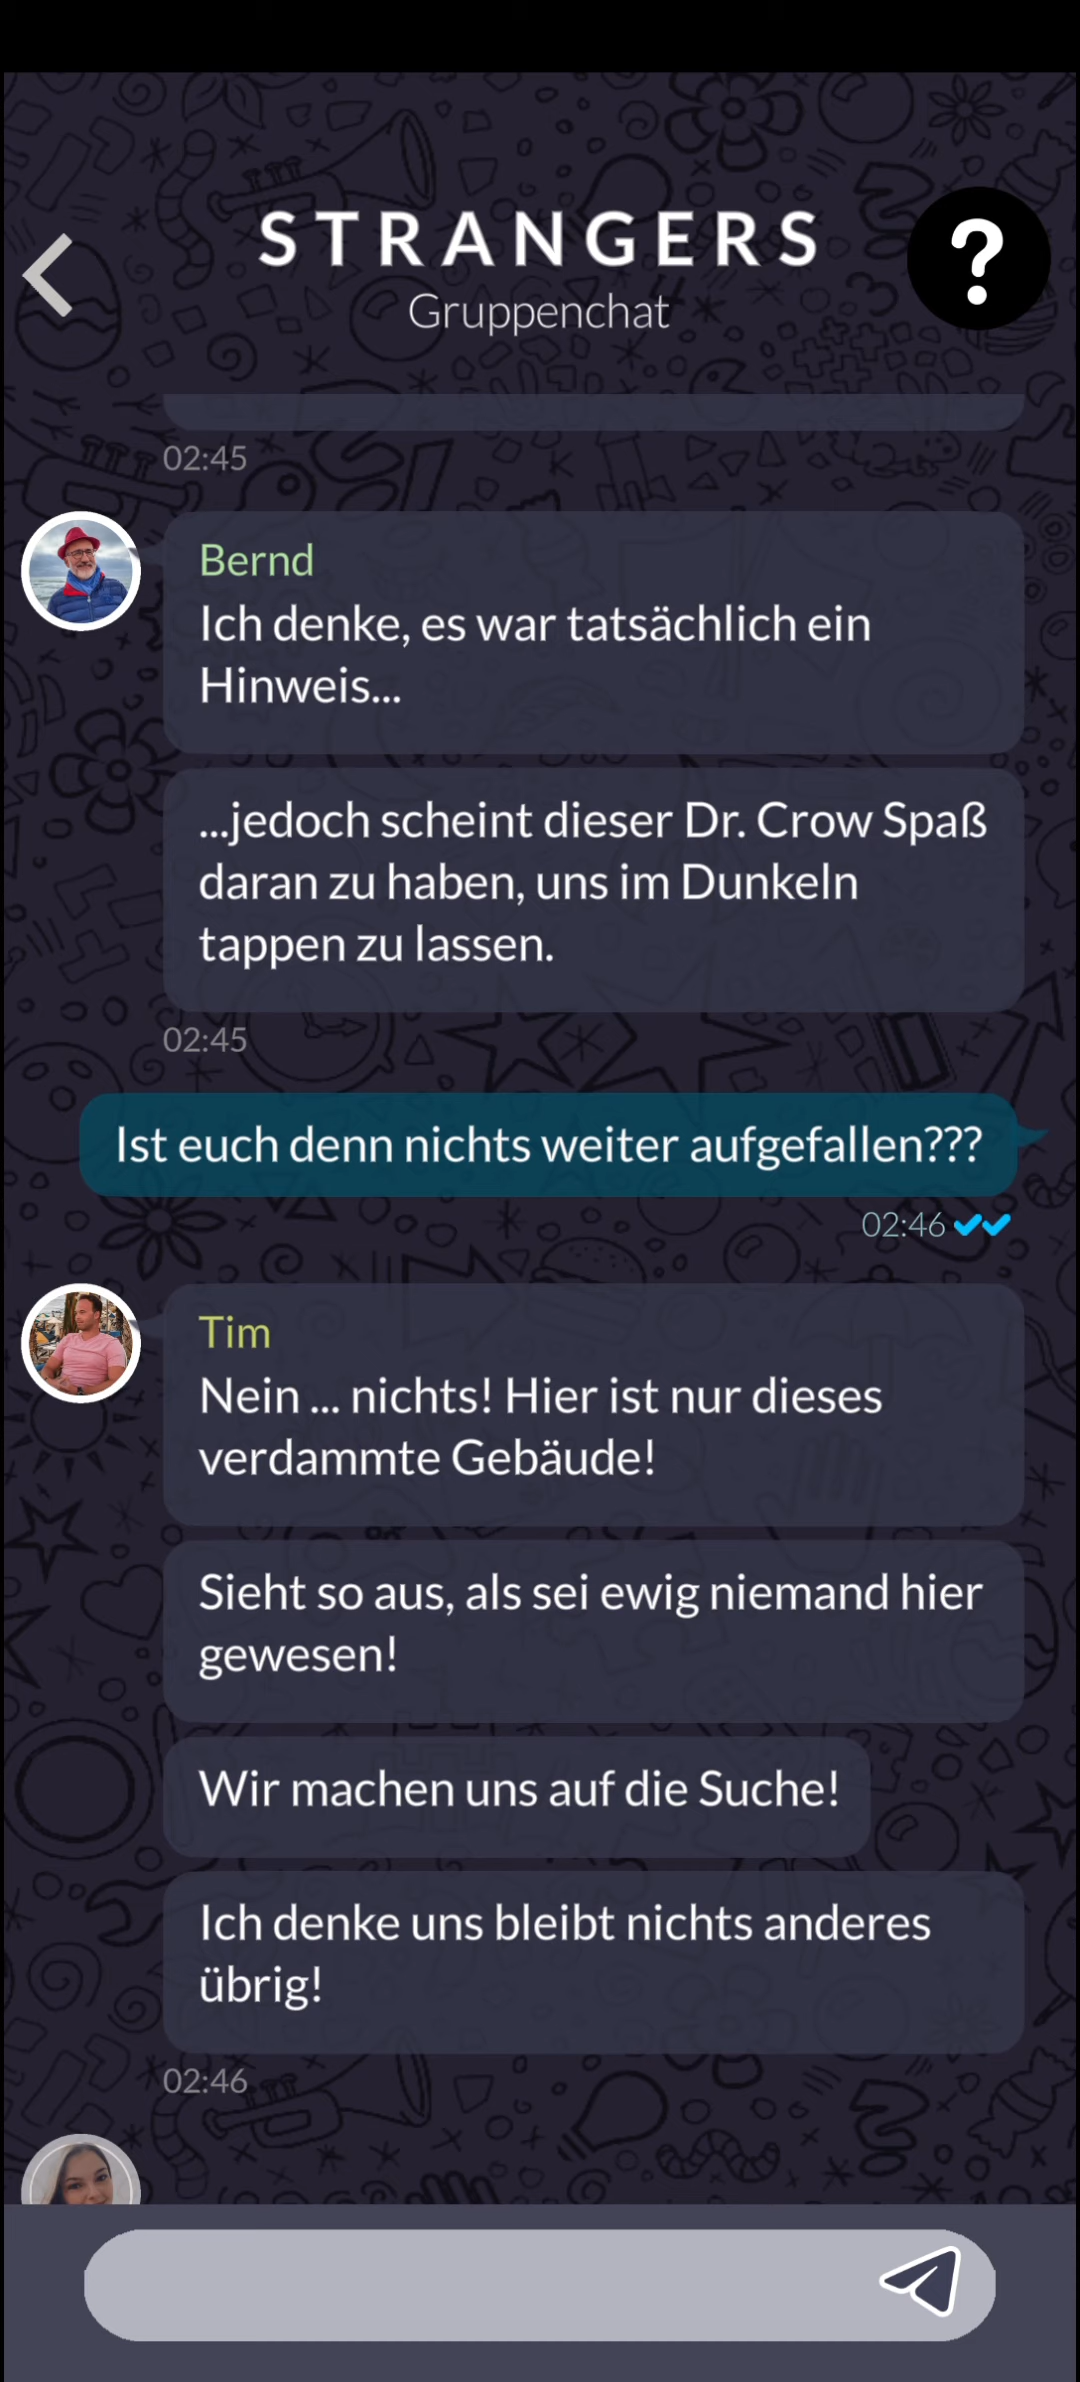 STRANGERS
Gruppenchat
?
02:45
Bernd
Ich denke, es war tatsächlich ein
Hinweis...
...jedoch scheint dieser Dr. Crow Spaß
daran zu haben, uns im Dunkeln
tappen zu lassen.
02:45
Ist euch denn nichts weiter aufgefallen???
02:46
Tim
Nein ... nichts! Hier ist nur dieses
verdammte Gebäude!
Sieht so aus, als sei ewig niemand hier
gewesen!
Wir machen uns auf die Suche!
Ich denke uns bleibt nichts anderes
übrig!
02:46